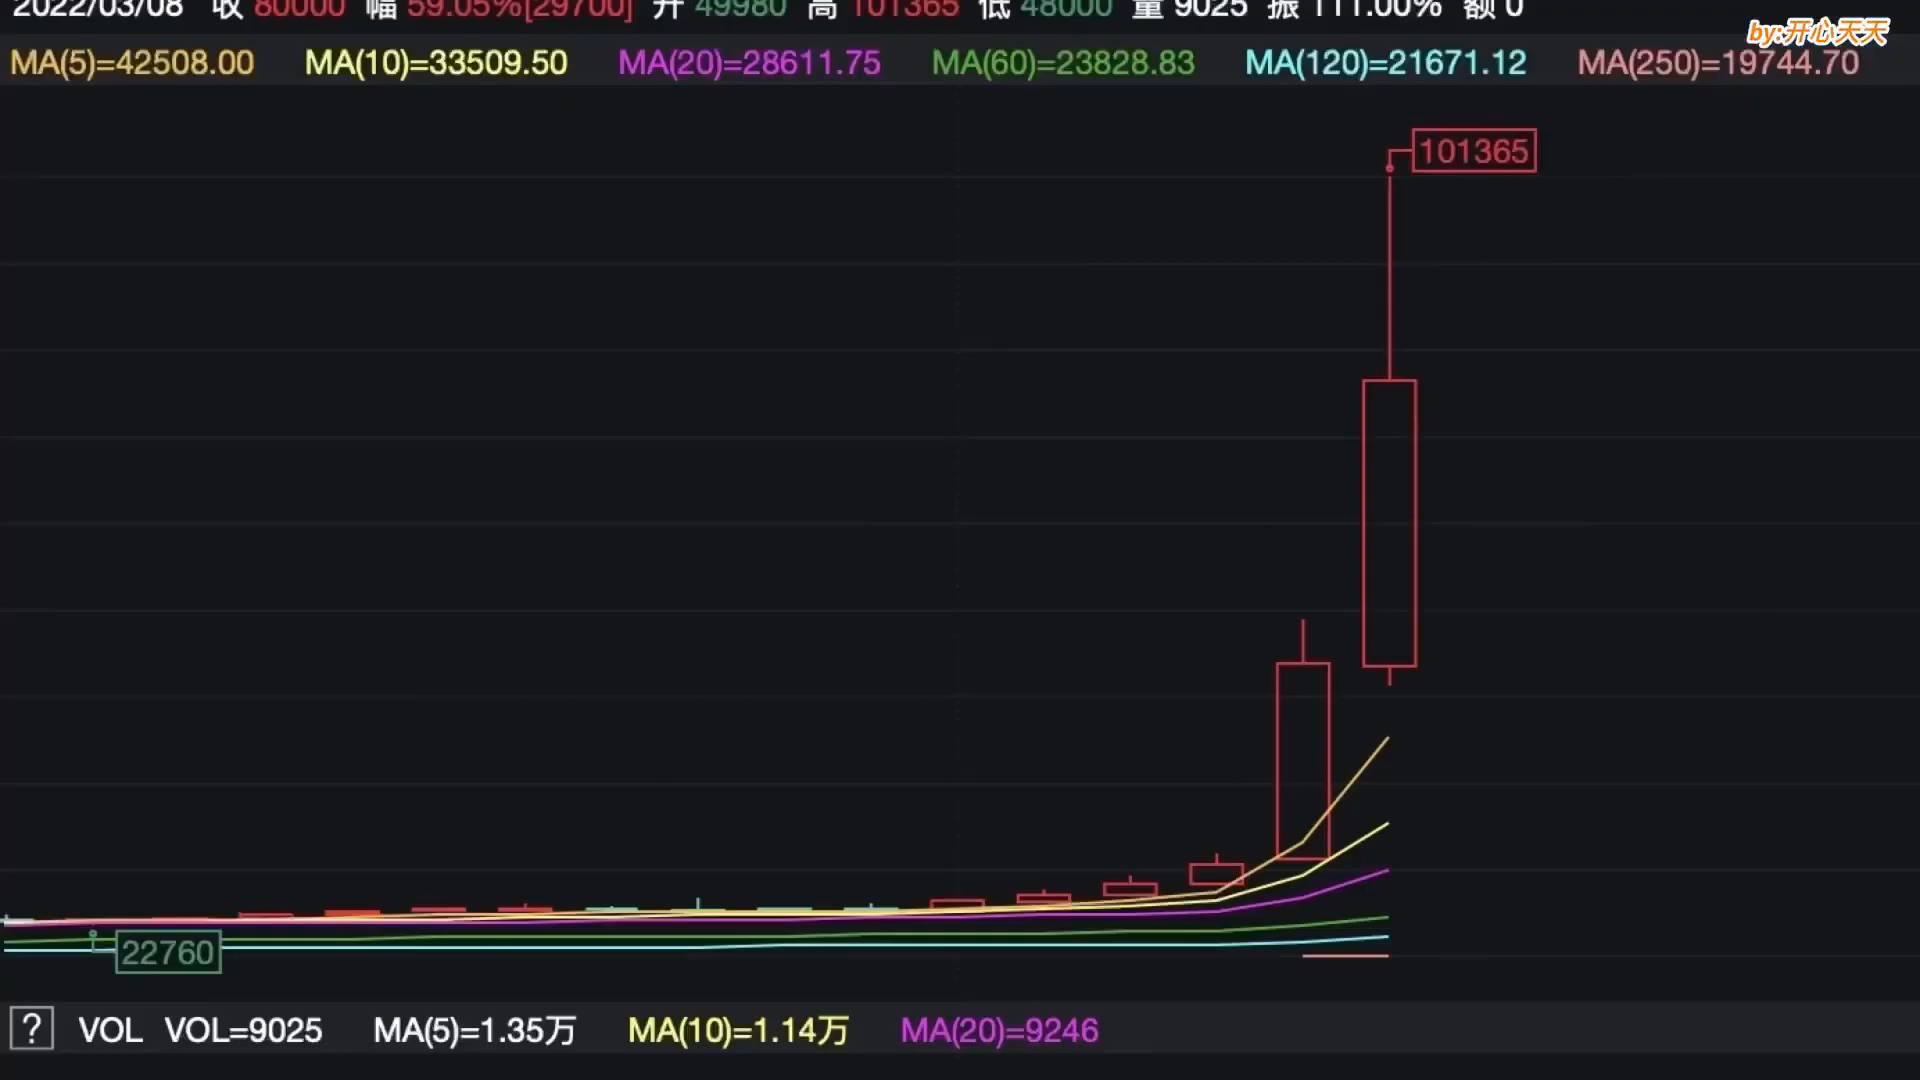 2022/03/08 收 80000 幅 59.05%[29700] 开 49980 高 101365 低 48000 量 9025 振 111.00% 额 0
by:开心天天
MA(5)=42508.00 MA(10)=33509.50 MA(20)=28611.75 MA(60)=23828.83 MA(120)=21671.12 MA(250)=19744.70
101365
22760
? VOL VOL=9025 MA(5)=1.35万 MA(10)=1.14万 MA(20)=9246